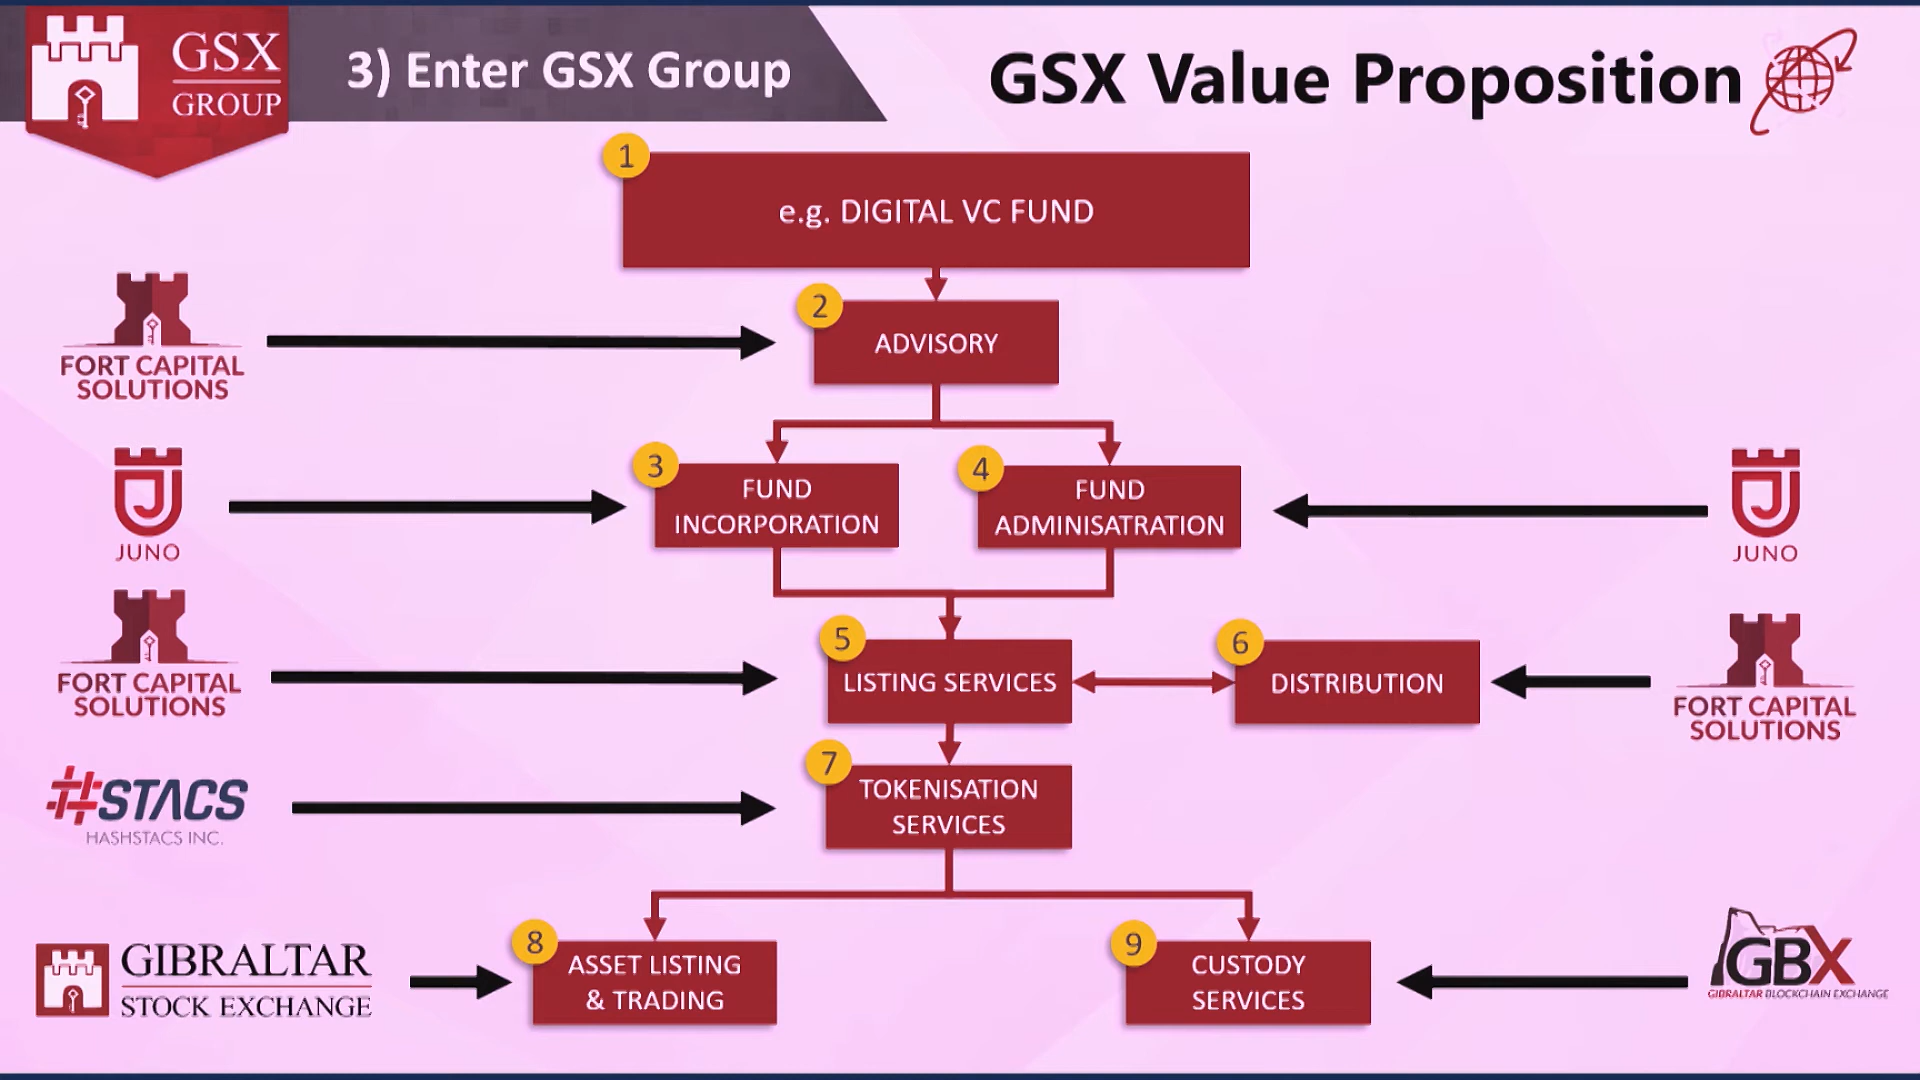 GSX
GROUP
3) Enter GSX Group
GSX Value Proposition
1
e.g. DIGITAL VC FUND
2
ADVISORY
FORT CAPITAL
SOLUTIONS
3
FUND
INCORPORATION
4
FUND
ADMINISATRATION
JUNO
JUNO
5
LISTING SERVICES
6
DISTRIBUTION
FORT CAPITAL
SOLUTIONS
FORT CAPITAL
SOLUTIONS
7
TOKENISATION
SERVICES
#STACS
HASHSTACS INC.
8
ASSET LISTING
& TRADING
9
CUSTODY
SERVICES
GIBRALTAR
STOCK EXCHANGE
GBX
GIBRALTAR BLOCKCHAIN EXCHANGE